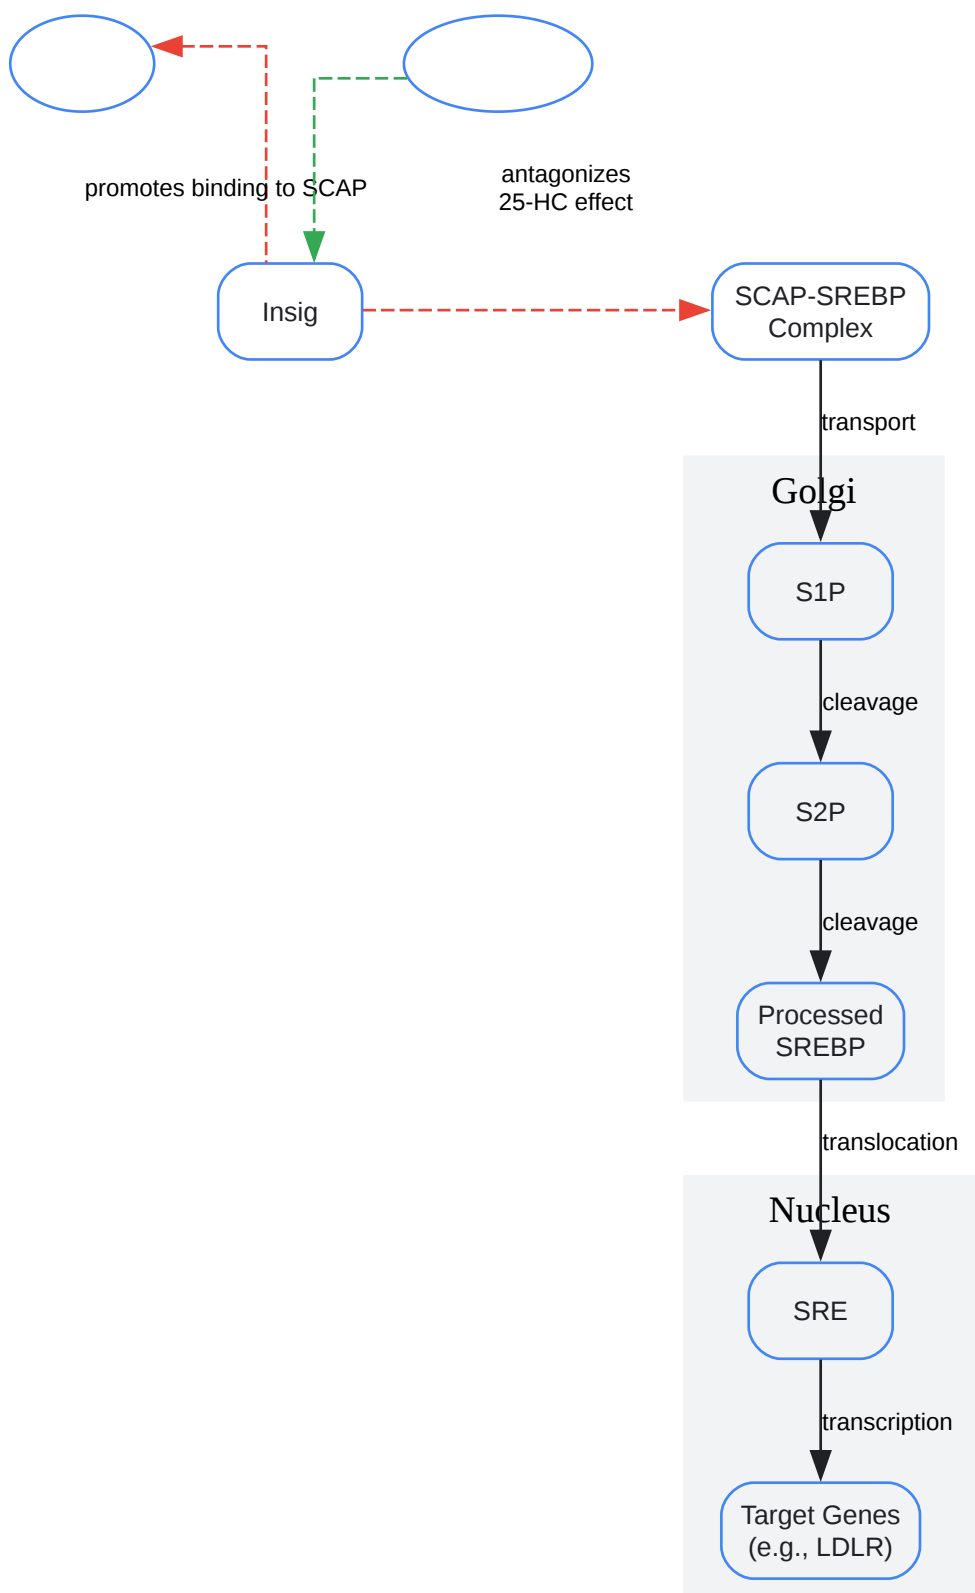 antagonizes
25-HC effect
promotes binding to SCAP
Insig
SCAP-SREBP
Complex
transport
Golgi
S1P
cleavage
S2P
cleavage
Processed
SREBP
translocation
Nucleus
SRE
transcription
Target Genes
(e.g., LDLR)